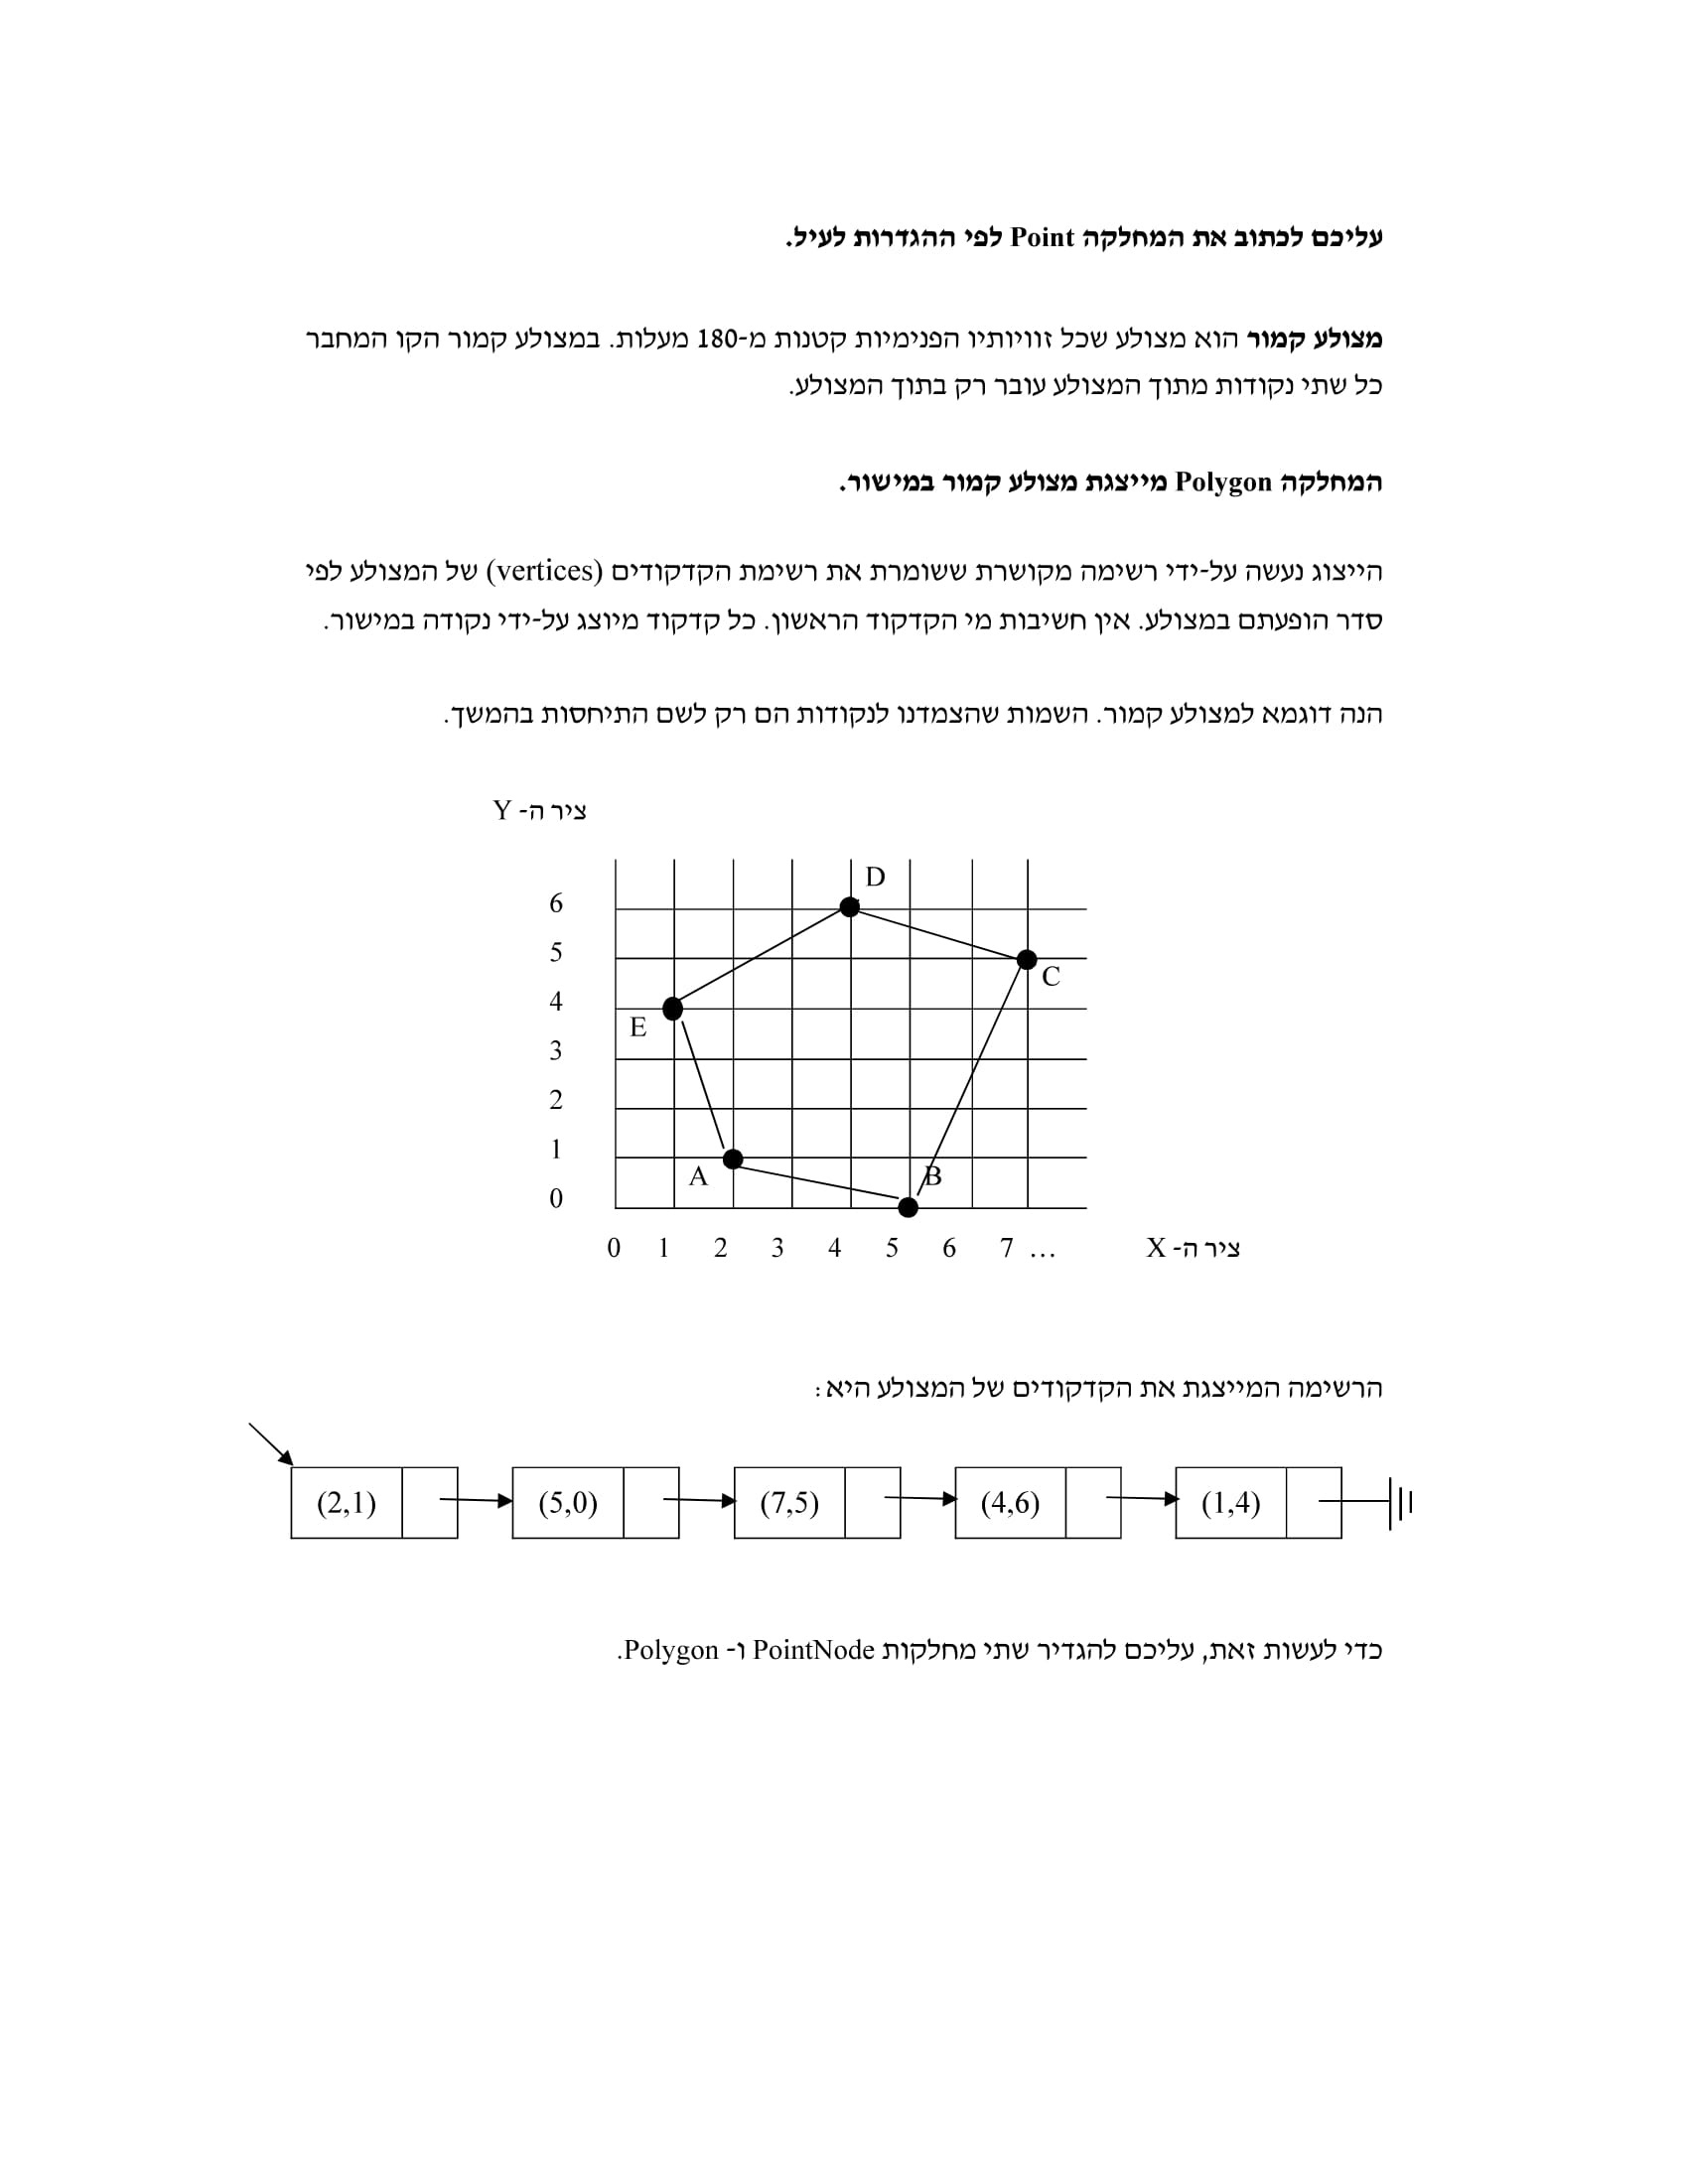 עליכם לכתוב את המחלקה Point לפי ההגדרות לעיל.
מצולע קמור הוא מצולע שכל זוויותיו הפנימיות קטנות מ-180 מעלות. במצולע קמור הקו המחבר
כל שתי נקודות מתוך המצולע עובר רק בתוך המצולע.
המחלקה Polygon מייצגת מצולע קמור במישור.
הייצוג נעשה על-ידי רשימה מקושרת ששומרת את רשימת הקדקודים (vertices) של המצולע לפי
סדר הופעתם במצולע. אין חשיבות מי הקדקוד הראשון. כל קדקוד מיוצג על-ידי נקודה במישור.
הנה דוגמא למצולע קמור. השמות שהצמדנו לנקודות הם רק לשם התיחסות בהמשך.
ציר ה- Y
D
6
5
C
4
E
3
2
1
A
B
0
0 1 2 3 4 5 6 7 ...
ציר ה- X
הרשימה המייצגת את הקדקודים של המצולע היא:
(2,1) (5,0) (7,5) (4,6) (1,4)
כדי לעשות זאת, עליכם להגדיר שתי מחלקות PointNode ו- Polygon.